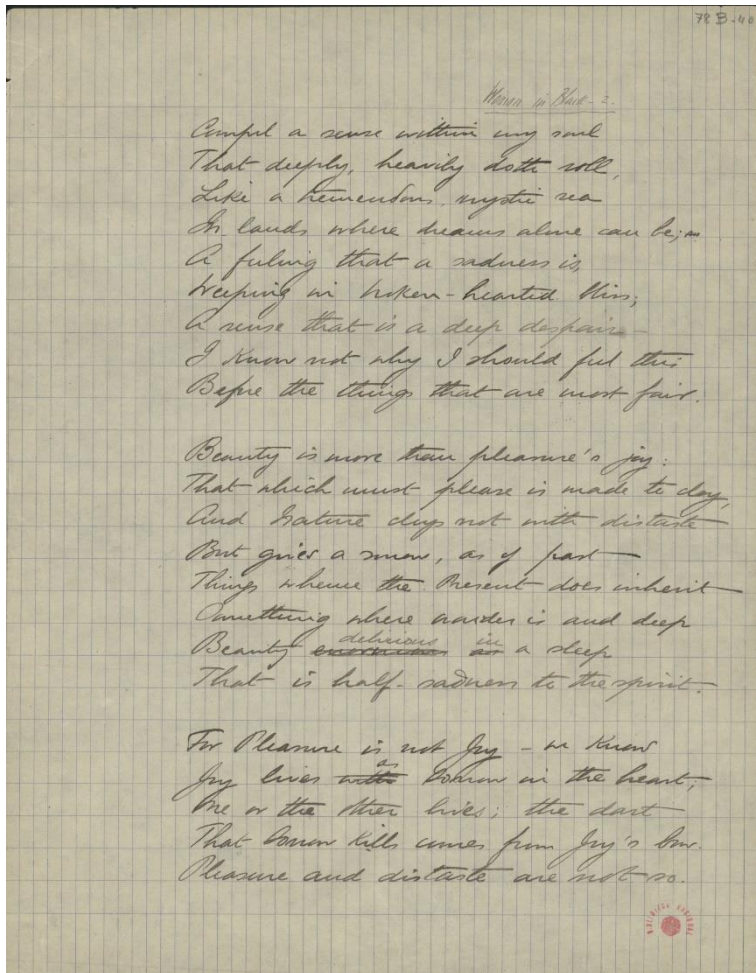 78 B-40
Woman in Black - 2.
Compel a sense within my soul
That deeply, heavily doth roll,
Like a tremendous, mystic sea
In lands where dreams alone can be; —
A feeling that a sadness is,
Weeping in broken-hearted bliss;
A sense that is a deep despair —
I know not why I should feel this
Before the things that are most fair.
Beauty is more than pleasure's joy:
That which must please is made to cloy,
And Nature cloys not with distaste
But gives a sorrow, as of past
Things whence the Present does inherit
Something where wonder is and deep
delirious in
Beauty a sleep
That is half-sadness to the spirit.
For Pleasure is not Joy - we know
as
Joy lives with Sorrow in the heart;
One or the other lives; the dart
That Sorrow kills comes from Joy's bow.
Pleasure and distaste are not so.
BIBLIOTECA NACIONAL